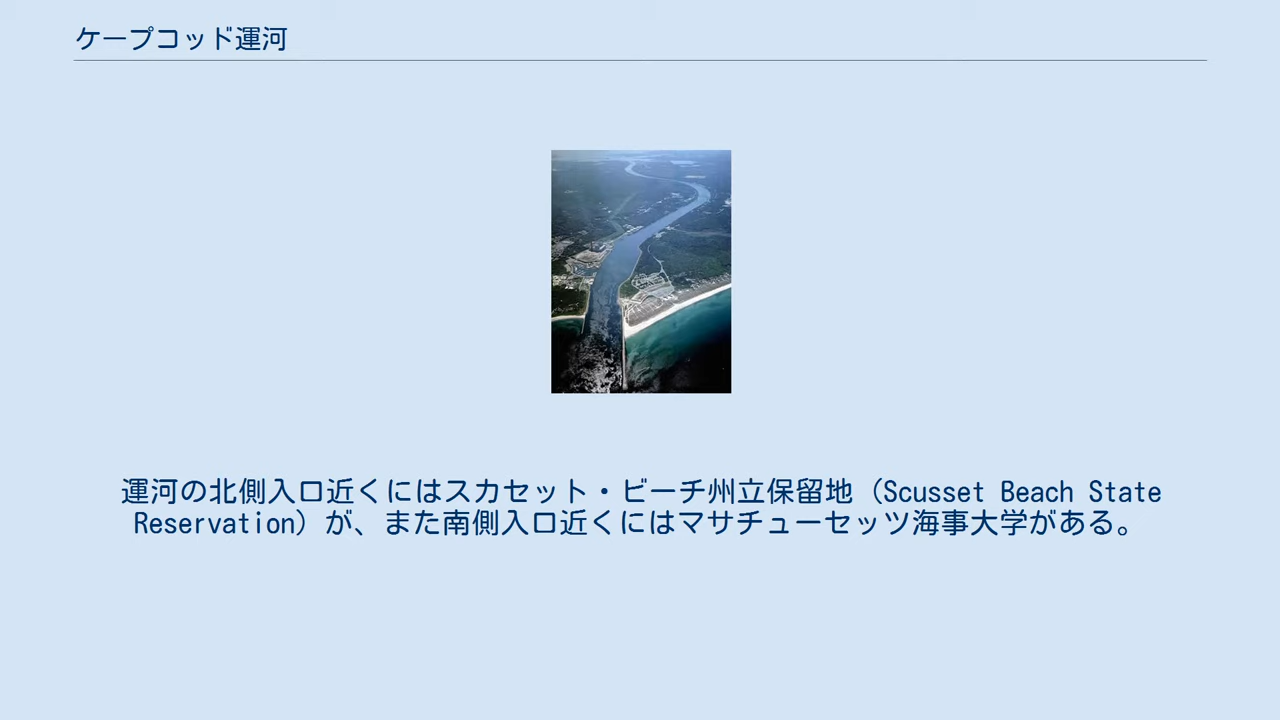 ケープコッド運河
運河の北側入口近くにはスカセット・ビーチ州立保留地（Scusset Beach State
Reservation）が、また南側入口近くにはマサチューセッツ海事大学がある。